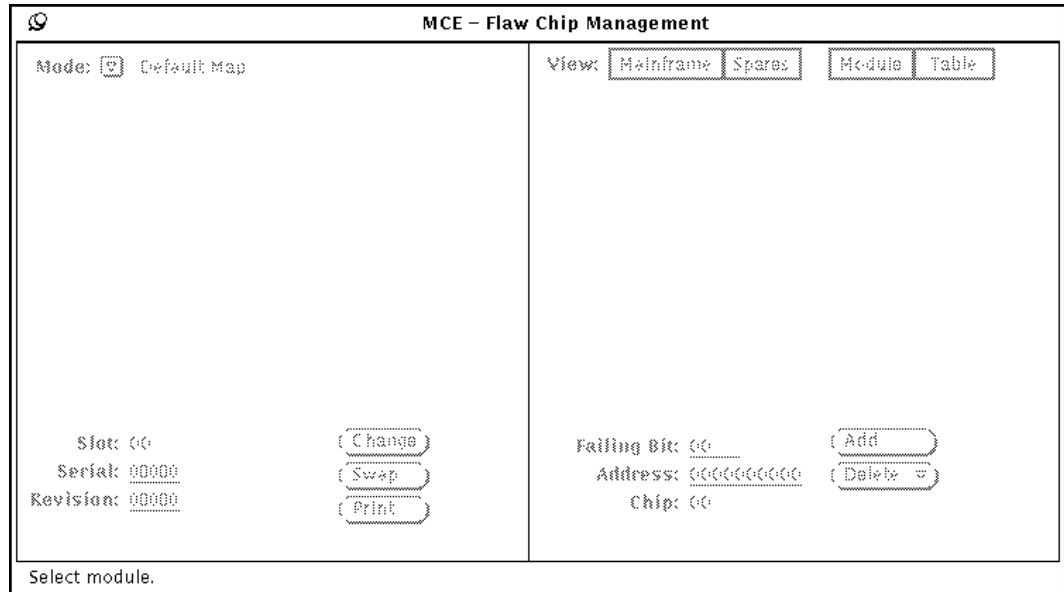 MCE – Flaw Chip Management
Mode: Default Map
View: Mainframe Spares Module Table
Slot: 00
Serial: 00000
Revision: 00000
Change
Swap
Print
Failing Bit: 00
Address: 0000000000
Chip: 00
Add
Delete
Select module.